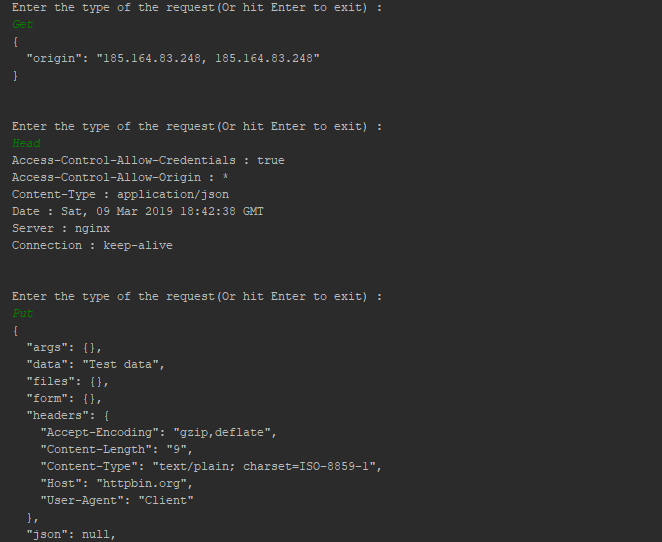 Enter the type of the request(Or hit Enter to exit) :
Get
{
  "origin": "185.164.83.248, 185.164.83.248"
}
Enter the type of the request(Or hit Enter to exit) :
Head
Access-Control-Allow-Credentials : true
Access-Control-Allow-Origin : *
Content-Type : application/json
Date : Sat, 09 Mar 2019 18:42:38 GMT
Server : nginx
Connection : keep-alive
Enter the type of the request(Or hit Enter to exit) :
Put
{
  "args": {},
  "data": "Test data",
  "files": {},
  "form": {},
  "headers": {
    "Accept-Encoding": "gzip,deflate",
    "Content-Length": "9",
    "Content-Type": "text/plain; charset=ISO-8859-1",
    "Host": "httpbin.org",
    "User-Agent": "Client"
  },
  "json": null,